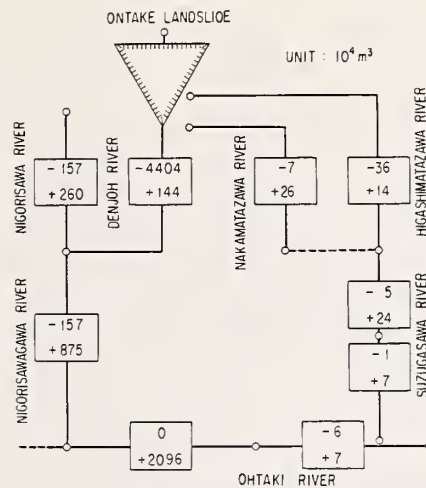 ONTAKE LANDSLIOE
UNIT : 10⁴ m³
NIGORISAWA RIVER
-157
+260
DENJOH RIVER
-4404
+144
NAKAMATAZAWA RIVER
-7
+26
HIGASHIMATAZAWA RIVER
-36
+14
NIGORISAWAGAWA RIVER
-157
+875
SUZUGASAWA RIVER
- 5
+24
- 1
+ 7
0
+2096
-6
+7
OHTAKI RIVER